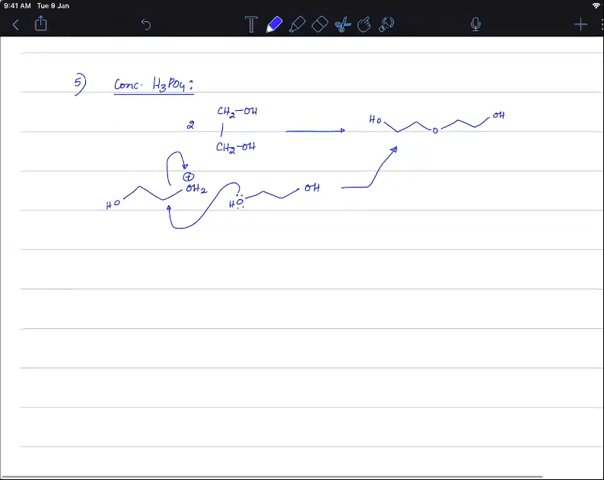 9:41 AM Tue 9 Jan
5) Conc. H3PO4:
2 CH2-OH
CH2-OH
HO O OH
HO ⊕ OH2 HO OH